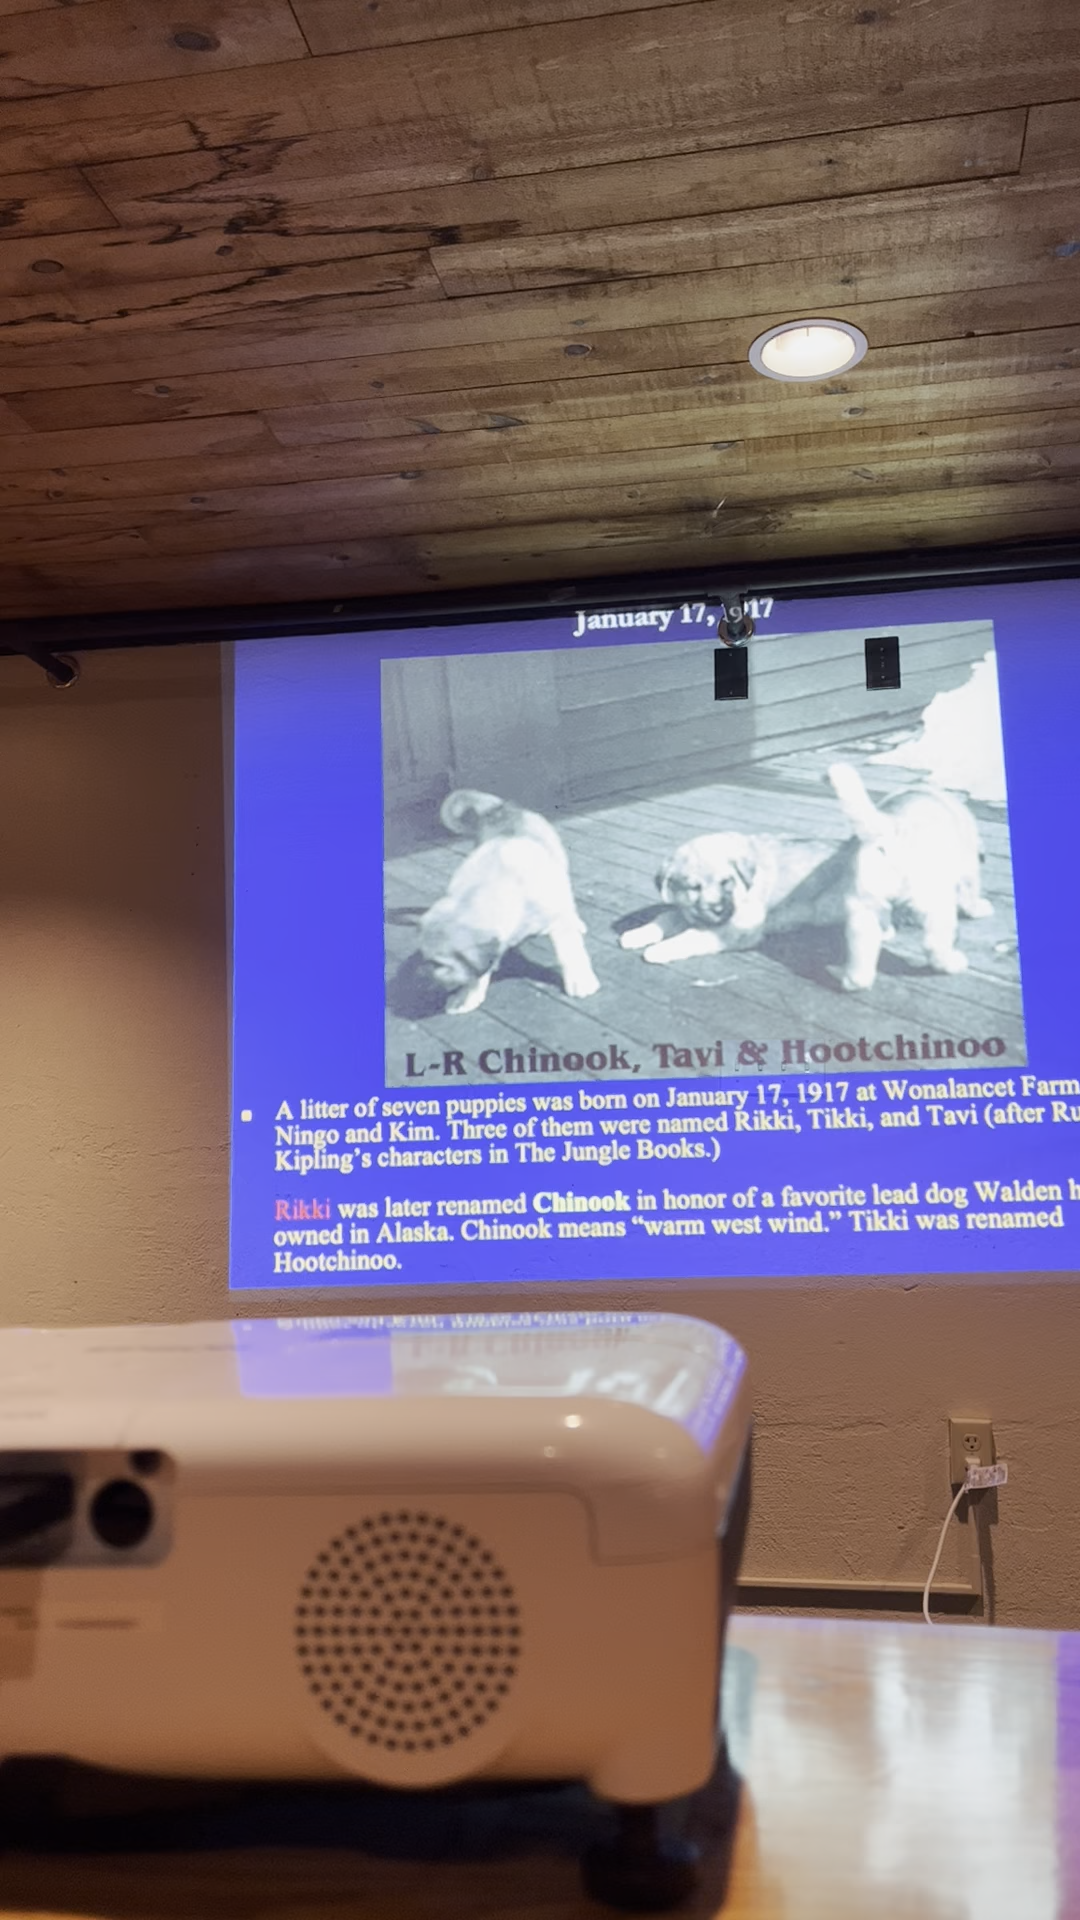 January 17, 1917
L-R Chinook, Tavi & Hootchinoo
A litter of seven puppies was born on January 17, 1917 at Wonalancet Farm
Ningo and Kim. Three of them were named Rikki, Tikki, and Tavi (after Ru
Kipling's characters in The Jungle Books.)
Rikki was later renamed Chinook in honor of a favorite lead dog Walden h
owned in Alaska. Chinook means “warm west wind.” Tikki was renamed
Hootchinoo.